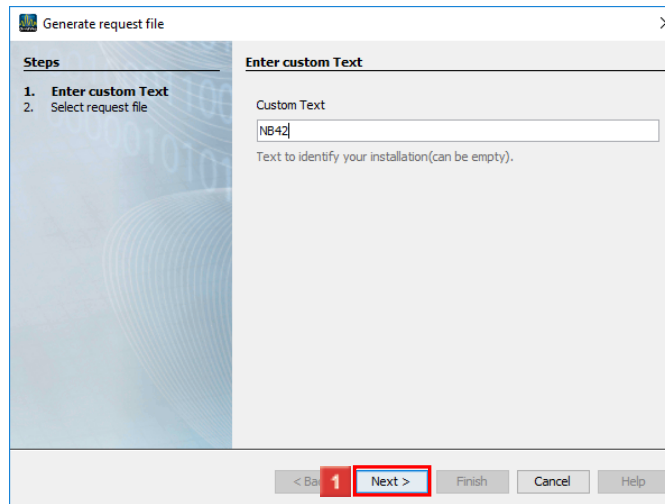 Generate request file
Steps
1. Enter custom Text
2. Select request file
Enter custom Text
Custom Text
NB42
Text to identify your installation(can be empty).
< Ba
1
Next >
Finish
Cancel
Help